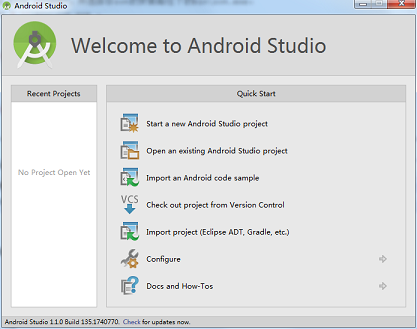 Android Studio
Welcome to Android Studio
Recent Projects
No Project Open Yet
Quick Start
Start a new Android Studio project
Open an existing Android Studio project
Import an Android code sample
VCS
Check out project from Version Control
Import project (Eclipse ADT, Gradle, etc.)
Configure
Docs and How-Tos
Android Studio 1.1.0 Build 135.1740770. Check for updates now.